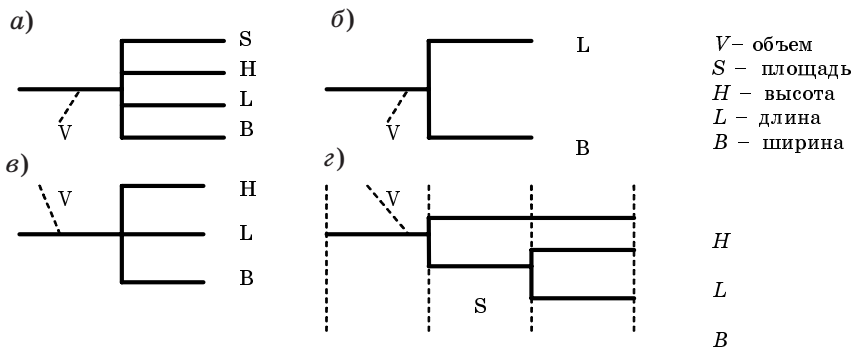 а)
S
H
L
B
V
б)
L
B
V
V – объем
S – площадь
H – высота
L – длина
B – ширина
в)
V
H
L
B
г)
V
S
H
L
B